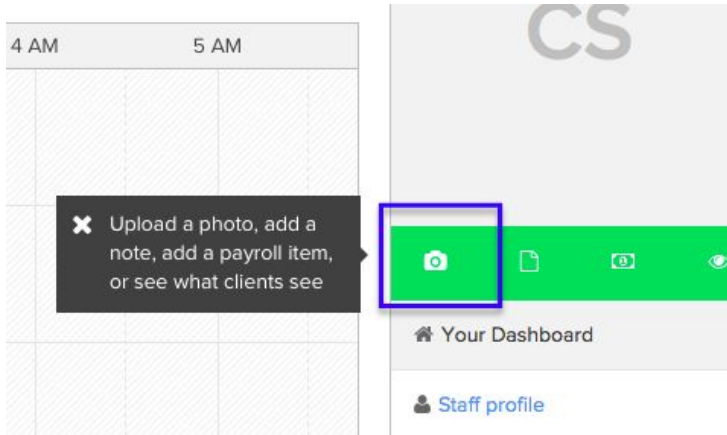 4 AM 5 AM
CS
Upload a photo, add a
note, add a payroll item,
or see what clients see
Your Dashboard
Staff profile